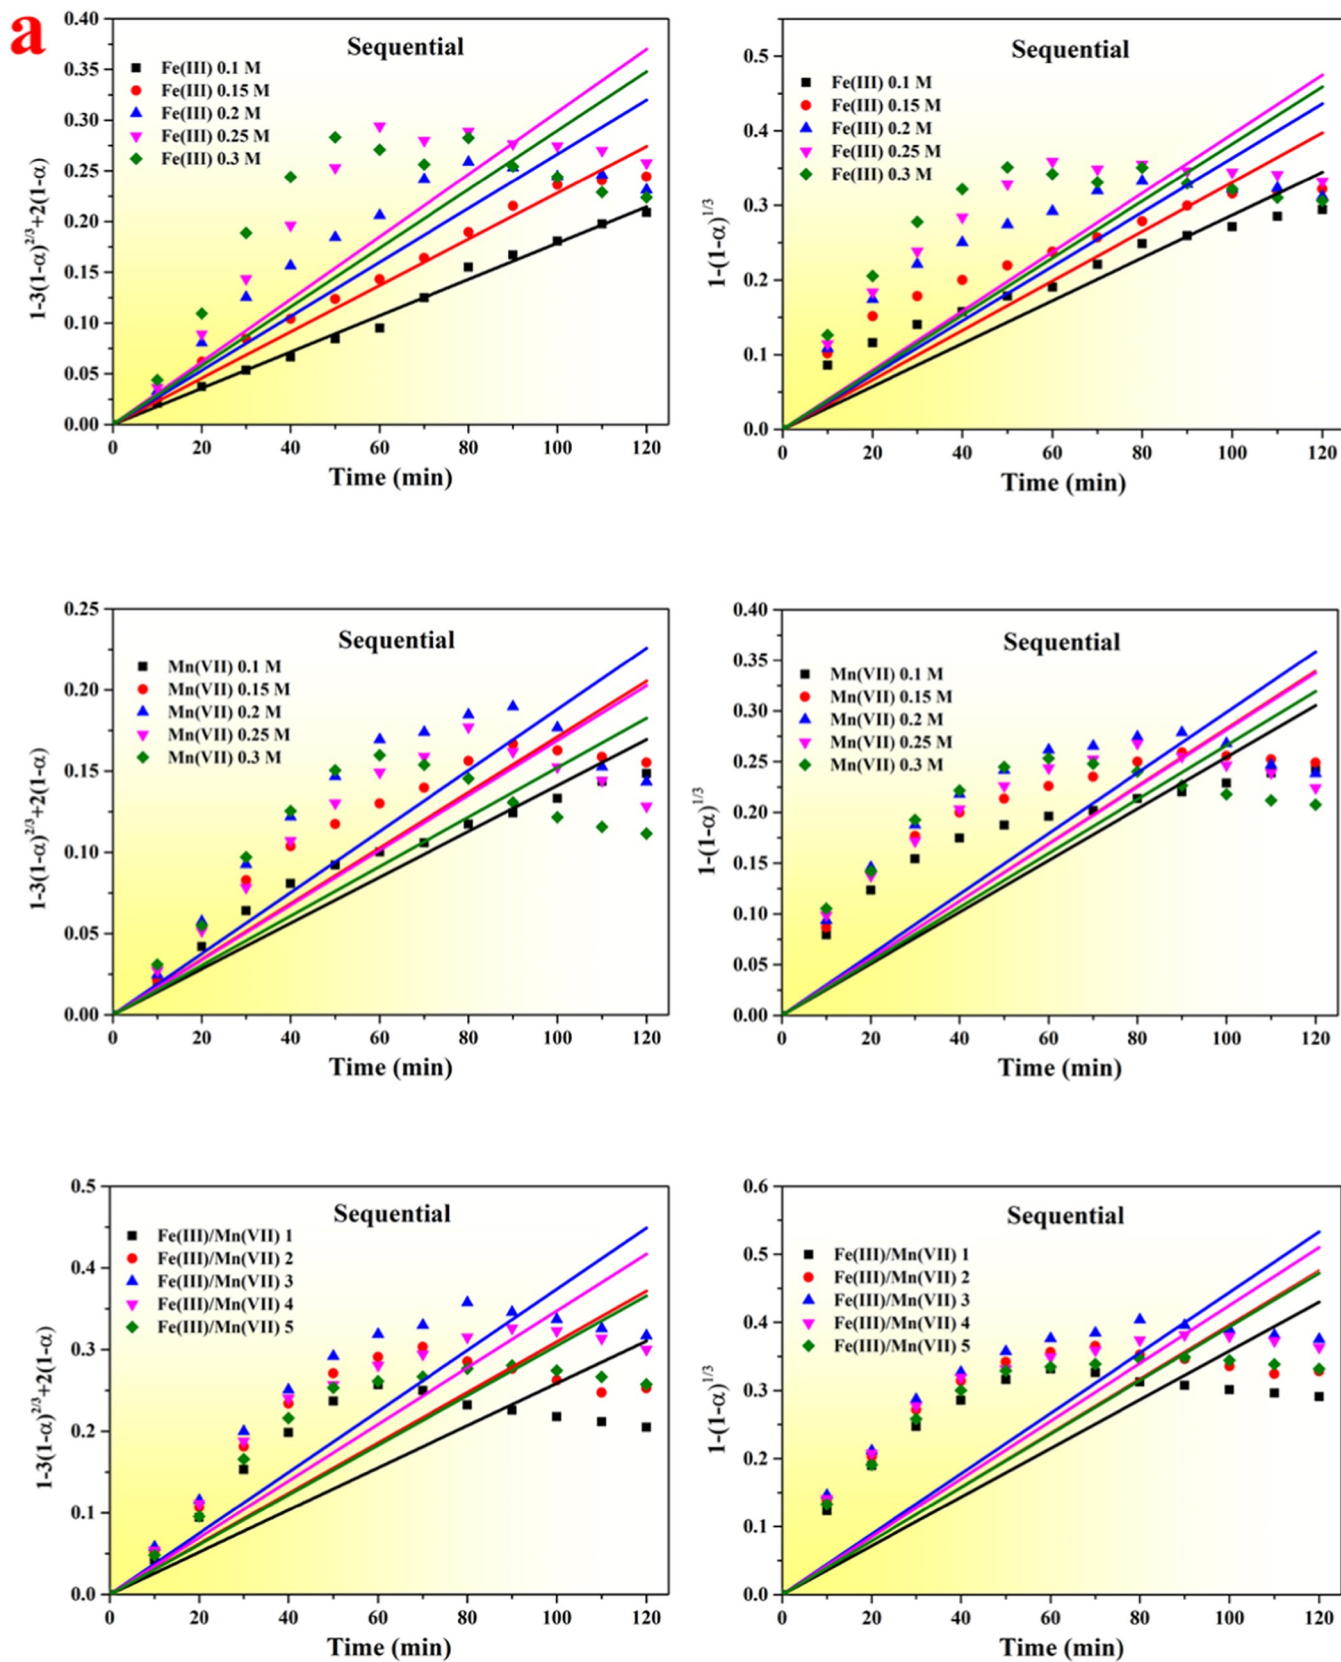 a
Sequential
Fe(III) 0.1 M
Fe(III) 0.15 M
Fe(II) 0.2 M
Fe(III) 0.25 M
Fe(III) 0.3 M
1-3(1-α)^2/3+2(1-α)
0.40
0.35
0.30
0.25
0.20
0.15
0.10
0.05
0.00
0 20 40 60 80 100 120
Time (min)
Sequential
Fe(III) 0.1 M
Fe(III) 0.15 M
Fe(III) 0.2 M
Fe(III) 0.25 M
Fe(III) 0.3 M
1-(1-α)^1/3
0.5
0.4
0.3
0.2
0.1
0.0
0 20 40 60 80 100 120
Time (min)
Sequential
Mn(VII) 0.1 M
Mn(VII) 0.15 M
Mn(VII) 0.2 M
Mn(VII) 0.25 M
Mn(VII) 0.3 M
1-3(1-α)^2/3+2(1-α)
0.25
0.20
0.15
0.10
0.05
0.00
0 20 40 60 80 100 120
Time (min)
Sequential
Mn(VII) 0.1 M
Mn(VII) 0.15 M
Mn(VII) 0.2 M
Mn(VII) 0.25 M
Mn(VII) 0.3 M
1-(1-α)^1/3
0.40
0.35
0.30
0.25
0.20
0.15
0.10
0.05
0.00
0 20 40 60 80 100 120
Time (min)
Sequential
Fe(III)/Mn(VII) 1
Fe(III)/Mn(VII) 2
Fe(III)/Mn(VII) 3
Fe(III)/Mn(VII) 4
Fe(III)/Mn(VII) 5
1-3(1-α)^2/3+2(1-α)
0.5
0.4
0.3
0.2
0.1
0.0
0 20 40 60 80 100 120
Time (min)
Sequential
Fe(III)/Mn(VII) 1
Fe(III)/Mn(VII) 2
Fe(III)/Mn(VII) 3
Fe(III)/Mn(VII) 4
Fe(III)/Mn(VII) 5
1-(1-α)^1/3
0.6
0.5
0.4
0.3
0.2
0.1
0.0
0 20 40 60 80 100 120
Time (min)